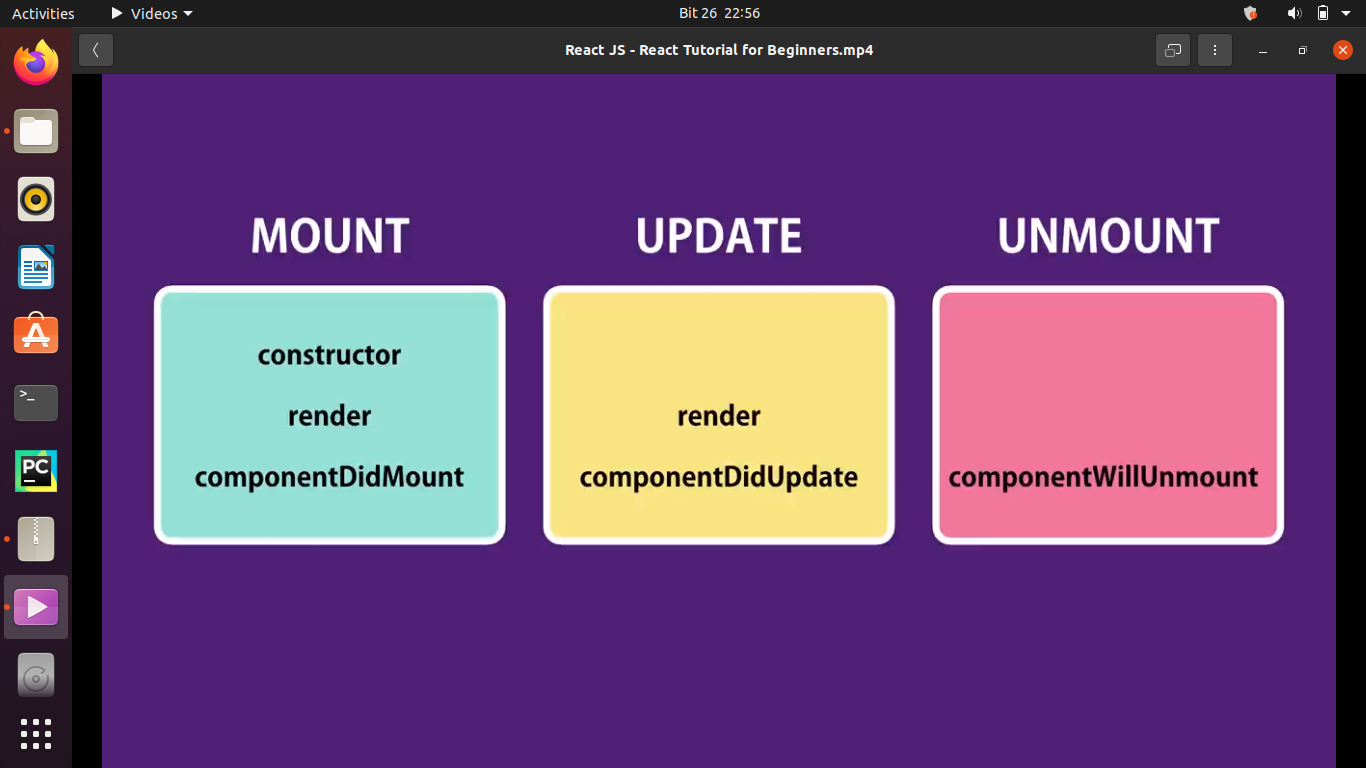 Activities
Videos
Bit 26 22:56
React JS - React Tutorial for Beginners.mp4
MOUNT
constructor
render
componentDidMount
UPDATE
render
componentDidUpdate
UNMOUNT
componentWillUnmount
>_
PC